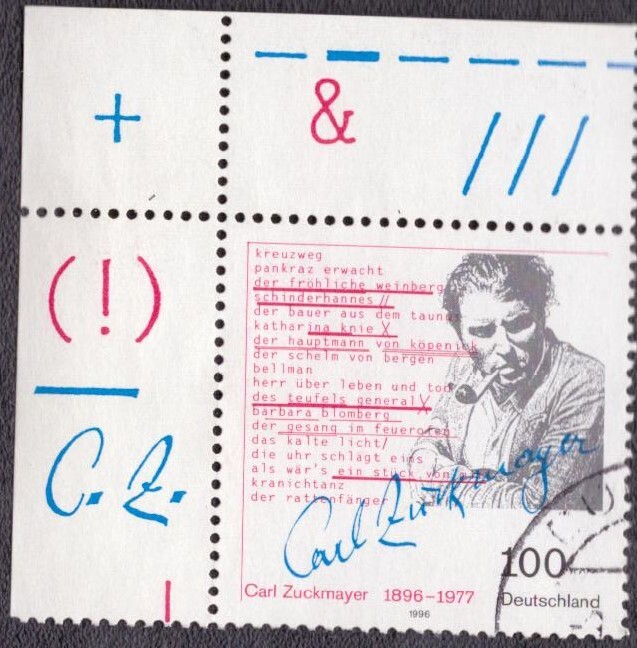 +
&
///
(!)
C. Z.
kreuzweg
pankraz erwacht
der fröhliche weinberg
schinderhannes //
der bauer aus dem taunus
katharina knie X
der hauptmann von köpenick
der schelm von bergen
bellman
herr über leben und tod
des teufels general X
barbara blomberg
der gesang im feuerofen
das kalte licht/
die uhr schlägt eins
als wär's ein stück von
kranichtanz
der rattenfänger
Carl Zuckmayer
100
Carl Zuckmayer 1896-1977
Deutschland
1996